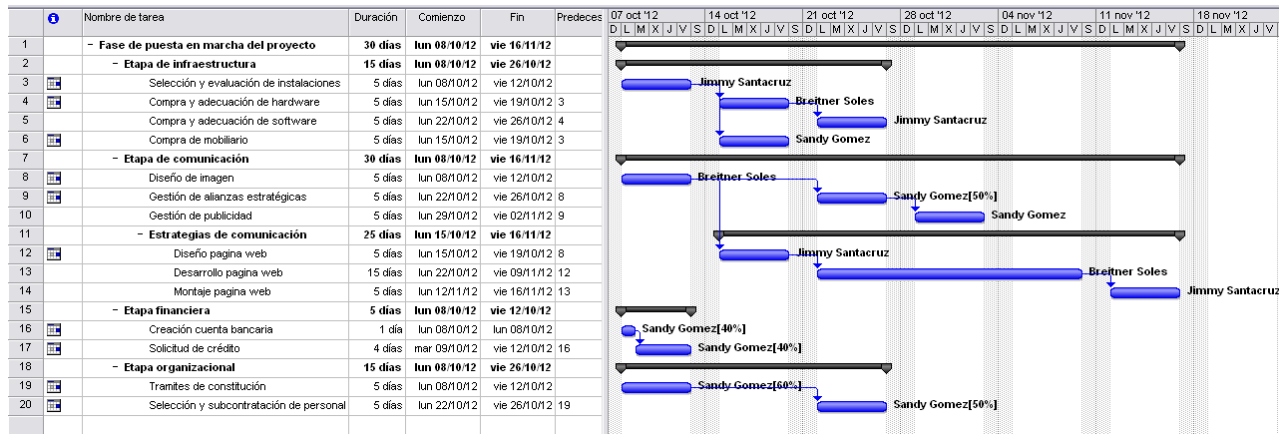 Nombre de tarea Duración Comienzo Fin Predeces 07 oct '12 14 oct '12 21 oct '12 28 oct '12 04 nov '12 11 nov '12 18 nov '12
D L M X J V S D L M X J V S D L M X J V S D L M X J V S D L M X J V S D L M X J V S D L M X J V
1 − Fase de puesta en marcha del proyecto 30 días lun 08/10/12 vie 16/11/12
2 − Etapa de infraestructura 15 días lun 08/10/12 vie 26/10/12
3 Selección y evaluación de instalaciones 5 días lun 08/10/12 vie 12/10/12 Jimmy Santacruz
4 Compra y adecuación de hardware 5 días lun 15/10/12 vie 19/10/12 3 Breitner Soles
5 Compra y adecuación de software 5 días lun 22/10/12 vie 26/10/12 4 Jimmy Santacruz
6 Compra de mobiliario 5 días lun 15/10/12 vie 19/10/12 3 Sandy Gomez
7 − Etapa de comunicación 30 días lun 08/10/12 vie 16/11/12
8 Diseño de imagen 5 días lun 08/10/12 vie 12/10/12 Breitner Soles
9 Gestión de alianzas estratégicas 5 días lun 22/10/12 vie 26/10/12 8 Sandy Gomez[50%]
10 Gestión de publicidad 5 días lun 29/10/12 vie 02/11/12 9 Sandy Gomez
11 − Estrategias de comunicación 25 días lun 15/10/12 vie 16/11/12
12 Diseño pagina web 5 días lun 15/10/12 vie 19/10/12 8 Jimmy Santacruz
13 Desarrollo pagina web 15 días lun 22/10/12 vie 09/11/12 12 Breitner Soles
14 Montaje pagina web 5 días lun 12/11/12 vie 16/11/12 13 Jimmy Santacruz
15 − Etapa financiera 5 días lun 08/10/12 vie 12/10/12
16 Creación cuenta bancaria 1 día lun 08/10/12 lun 08/10/12 Sandy Gomez[40%]
17 Solicitud de crédito 4 días mar 09/10/12 vie 12/10/12 16 Sandy Gomez[40%]
18 − Etapa organizacional 15 días lun 08/10/12 vie 26/10/12
19 Tramites de constitución 5 días lun 08/10/12 vie 12/10/12 Sandy Gomez[60%]
20 Selección y subcontratación de personal 5 días lun 22/10/12 vie 26/10/12 19 Sandy Gomez[50%]